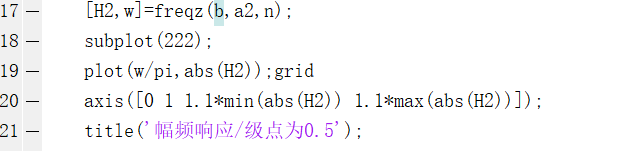 17 — [H2,w]=freqz(b,a2,n);
18 — subplot(222);
19 — plot(w/pi,abs(H2));grid
20 — axis([0 1 1.1*min(abs(H2)) 1.1*max(abs(H2))]);
21 — title('幅频响应/级点为0.5');